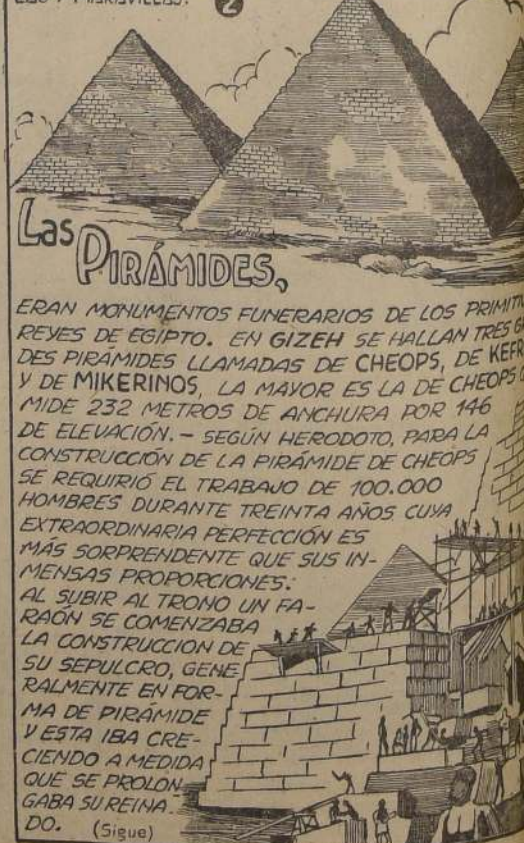 LAS 7 MARAVILLAS.
2
Las PIRÁMIDES,
ERAN MONUMENTOS FUNERARIOS DE LOS
REYES DE EGIPTO. EN GIZEH SE HALLAN TRES
DES PIRÁMIDES LLAMADAS DE CHEOPS, DE
Y DE MIKERINOS, LA MAYOR ES LA DE CHEOPS
MIDE 232 METROS DE ANCHURA POR 146
DE ELEVACIÓN. – SEGÚN HERODOTO, PARA LA
CONSTRUCCIÓN DE LA PIRÁMIDE DE CHEOPS
SE REQUIRIÓ EL TRABAJO DE 100.000
HOMBRES DURANTE TREINTA AÑOS CUYA
EXTRAORDINARIA PERFECCIÓN ES
MÁS SORPRENDENTE QUE SUS IN-
MENSAS PROPORCIONES:
AL SUBIR AL TRONO UN FA-
RAÓN SE COMENZABA
LA CONSTRUCCION DE
SU SEPULCRO, GENE-
RALMENTE EN FOR-
MA DE PIRÁMIDE
Y ESTA IBA CRE-
CIENDO A MEDIDA
QUE SE PROLON
GABA SU REINA-
DO. (Sigue)